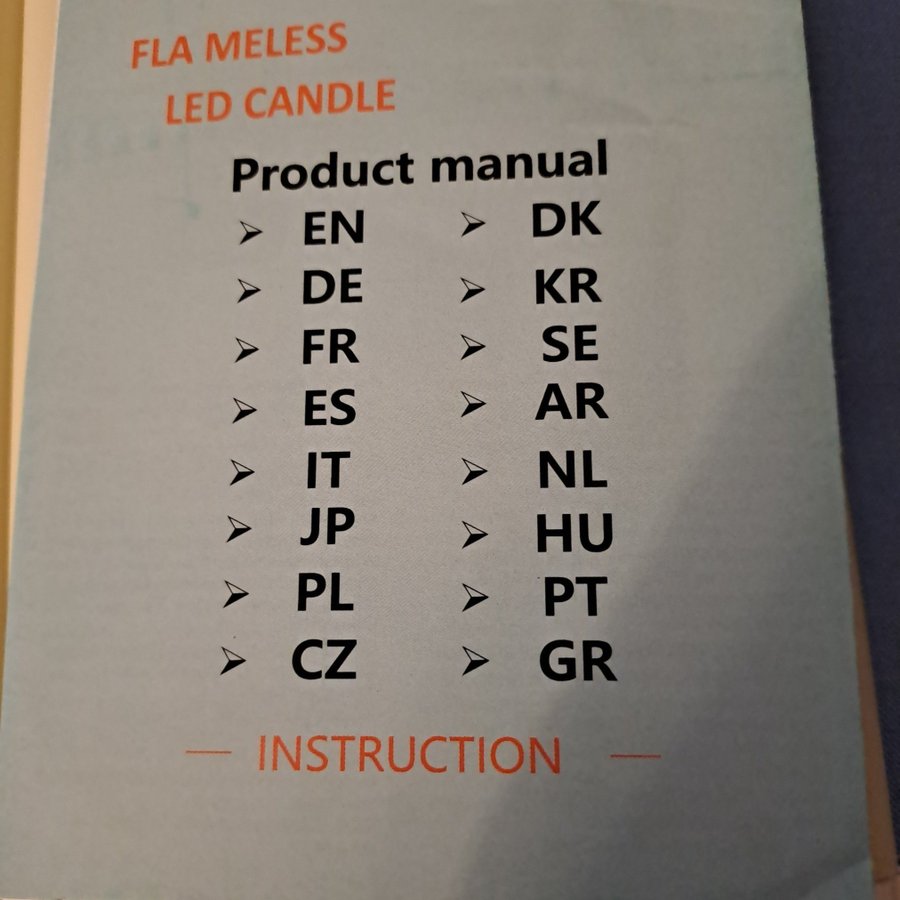 FLA MELESS
LED CANDLE
Product manual
➢ EN ➢ DK
➢ DE ➢ KR
➢ FR ➢ SE
➢ ES ➢ AR
➢ IT ➢ NL
➢ JP ➢ HU
➢ PL ➢ PT
➢ CZ ➢ GR
— INSTRUCTION —